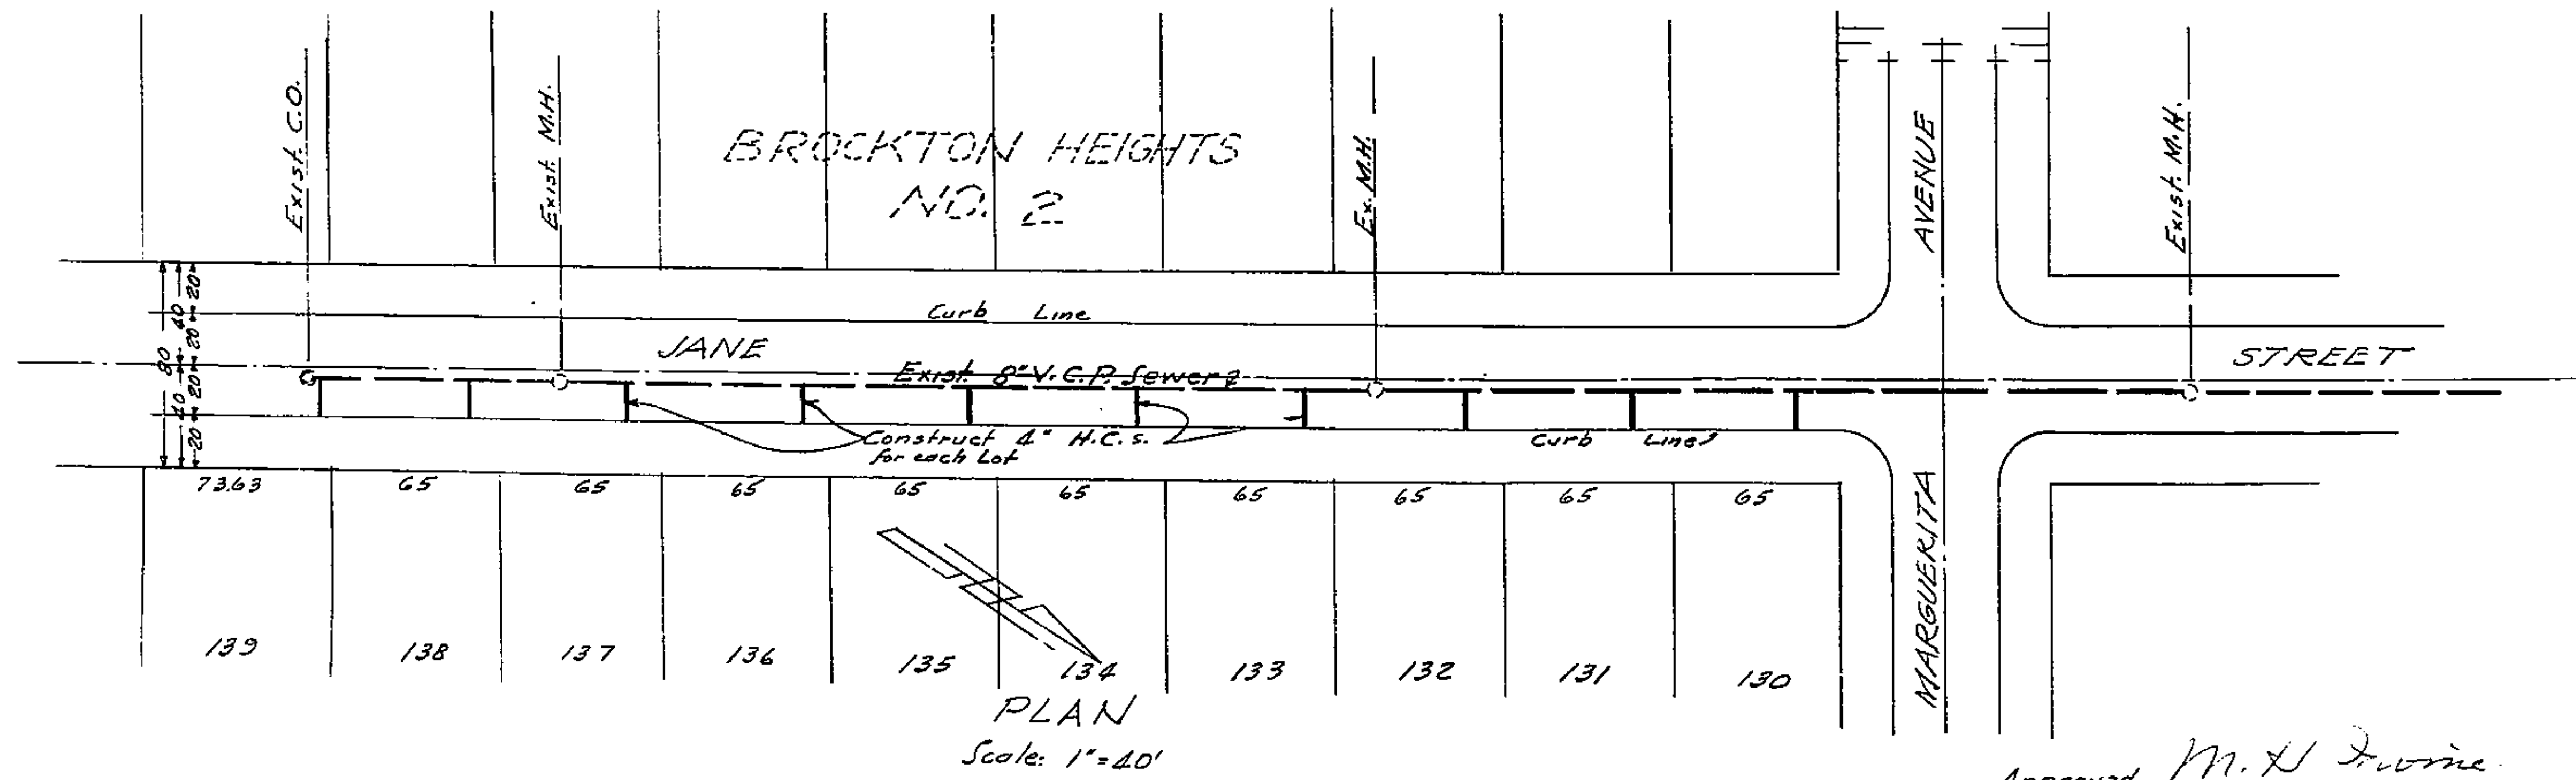 BROCKTON HEIGHTS
NO. 2
Exist. C.O.
Exist. M.H.
Ex. M.H.
Exist. M.H.
AVENUE
MARGUERITA
80
40
40
20
20
20
20
Curb Line
JANE
STREET
Exist. 8" V.C.P. Sewer
Construct 4" H.C.s.
for each Lot
Curb Line
73.63 65 65 65 65 65 65 65 65 65
139 138 137 136 135 134 133 132 131 130
PLAN
Scale: 1"=40'
Approved M. H Irvine